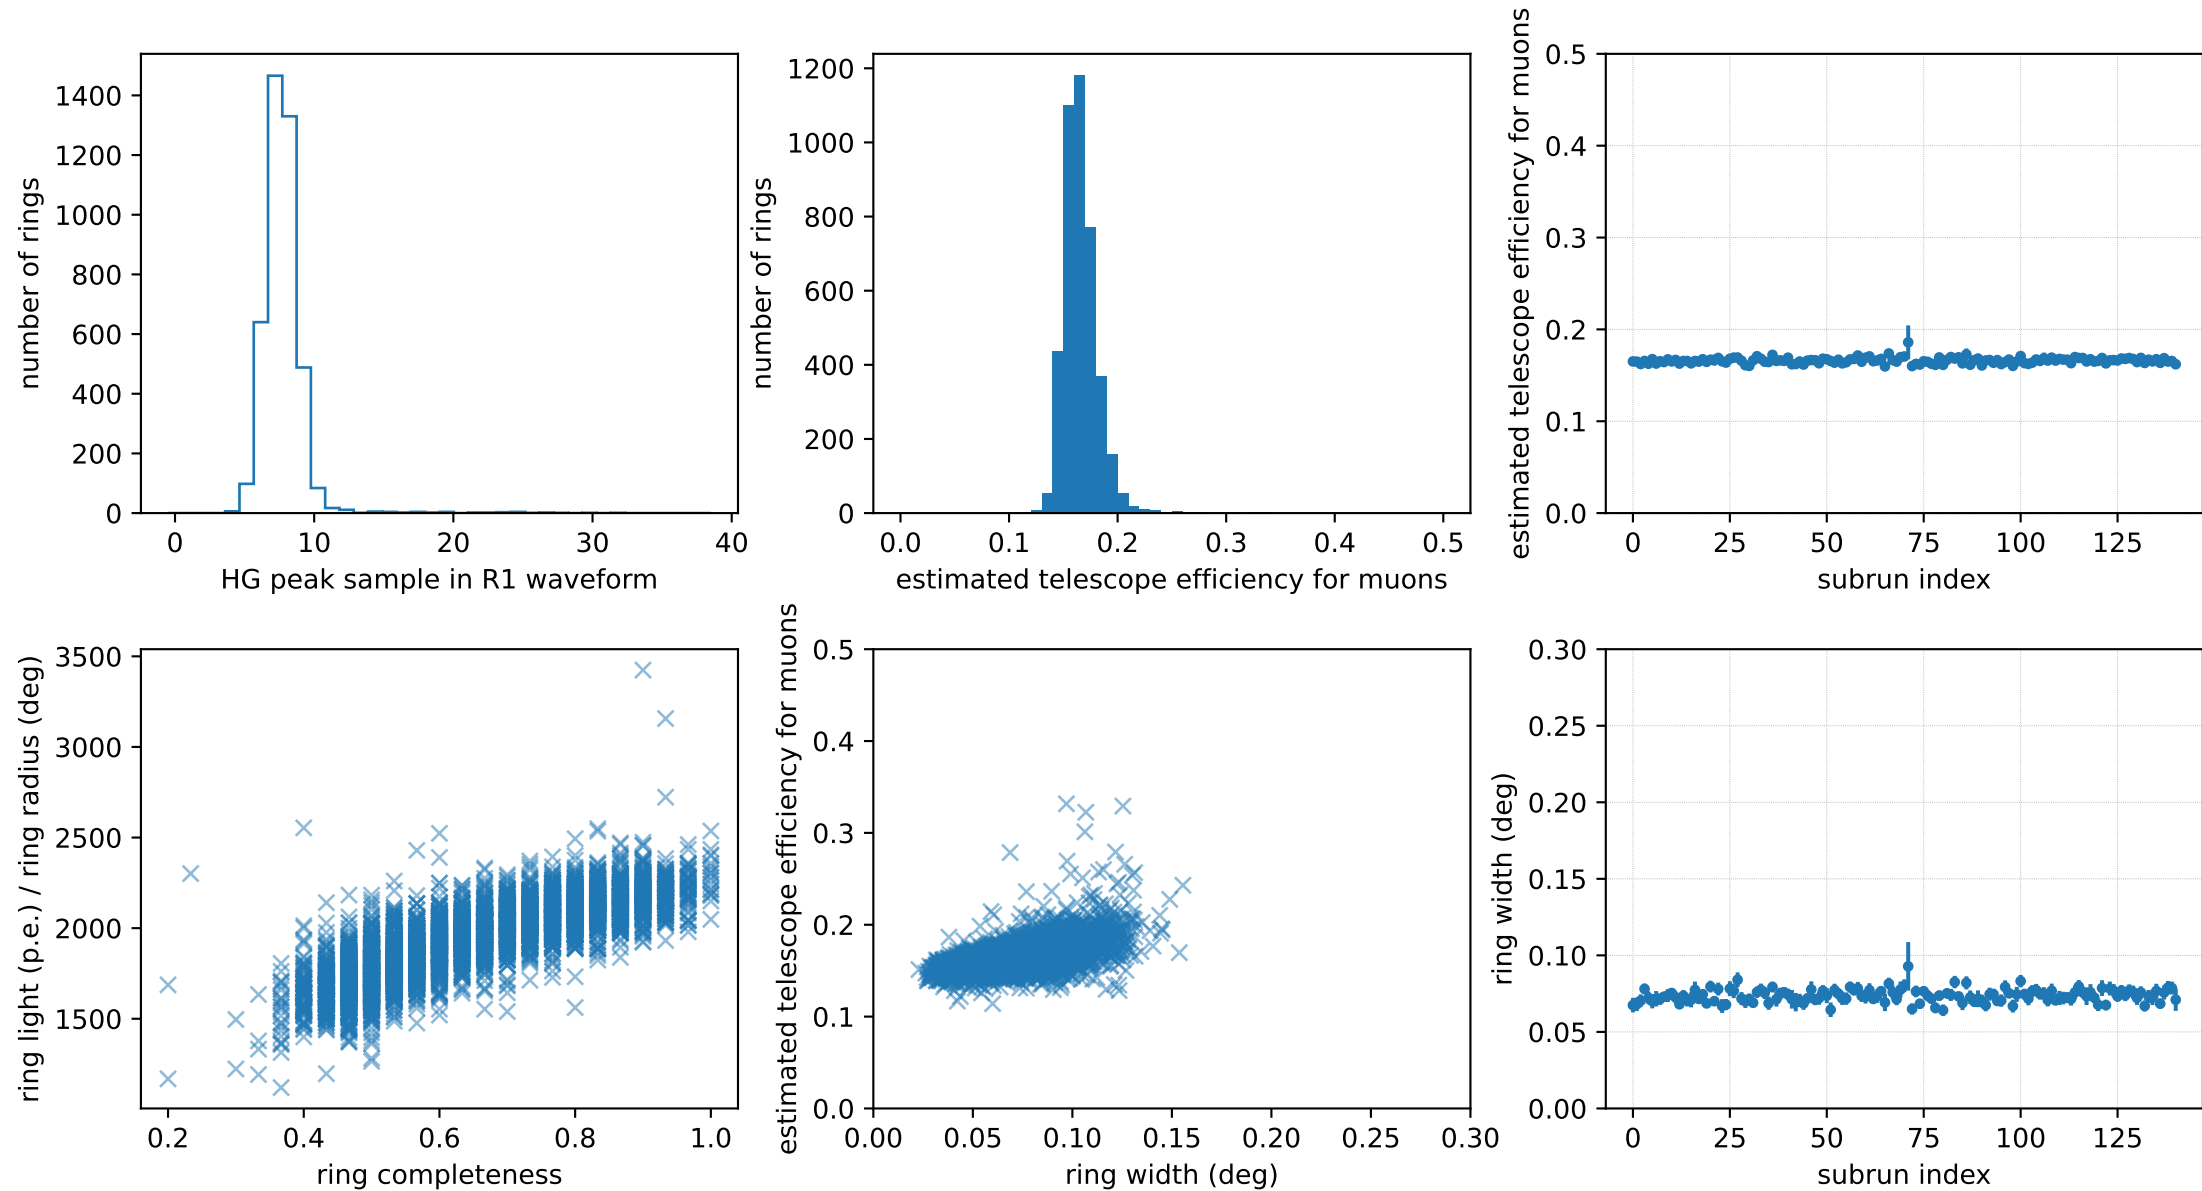 number of rings
1400
1200
1000
800
600
400
200
0
0 10 20 30 40
HG peak sample in R1 waveform
number of rings
1200
1000
800
600
400
200
0
0.0 0.1 0.2 0.3 0.4 0.5
estimated telescope efficiency for muons
estimated telescope efficiency for muons
0.5
0.4
0.3
0.2
0.1
0.0
0 25 50 75 100 125
subrun index
ring light (p.e.) / ring radius (deg)
3500
3000
2500
2000
1500
0.2 0.4 0.6 0.8 1.0
ring completeness
estimated telescope efficiency for muons
0.5
0.4
0.3
0.2
0.1
0.0
0.00 0.05 0.10 0.15 0.20 0.25 0.30
ring width (deg)
ring width (deg)
0.30
0.25
0.20
0.15
0.10
0.05
0.00
0 25 50 75 100 125
subrun index